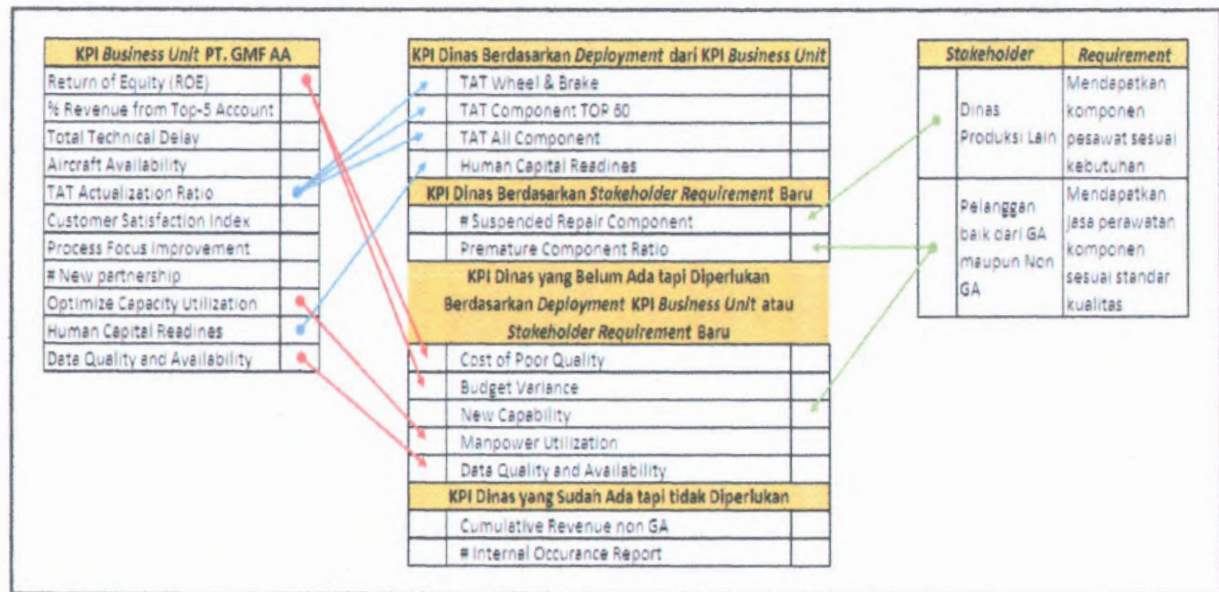 KPI Business Unit PT. GMF AA
Return of Equity (ROE)
% Revenue from Top-5 Account
Total Technical Delay
Aircraft Availability
TAT Actualization Ratio
Customer Satisfaction Index
Process Focus Improvement
# New partnership
Optimize Capacity Utilization
Human Capital Readines
Data Quality and Availability
KPI Dinas Berdasarkan Deployment dari KPI Business Unit
TAT Wheel & Brake
TAT Component TOP 60
TAT All Component
Human Capital Readines
KPI Dinas Berdasarkan Stakeholder Requirement Baru
# Suspended Repair Component
Premature Component Ratio
KPI Dinas yang Belum Ada tapi Diperlukan
Berdasarkan Deployment KPI Business Unit atau
Stakeholder Requirement Baru
Cost of Poor Quality
Budget Variance
New Capability
Manpower Utilization
Data Quality and Availability
KPI Dinas yang Sudah Ada tapi tidak Diperlukan
Cumulative Revenue non GA
# Internal Occurance Report
Stakeholder Requirement
Dinas
Produksi Lain
Mendapatkan
komponen
pesawat sesuai
kebutuhan
Pelanggan
baik dari GA
maupun Non
GA
Mendapatkan
jasa perawatan
komponen
sesuai standar
kualitas